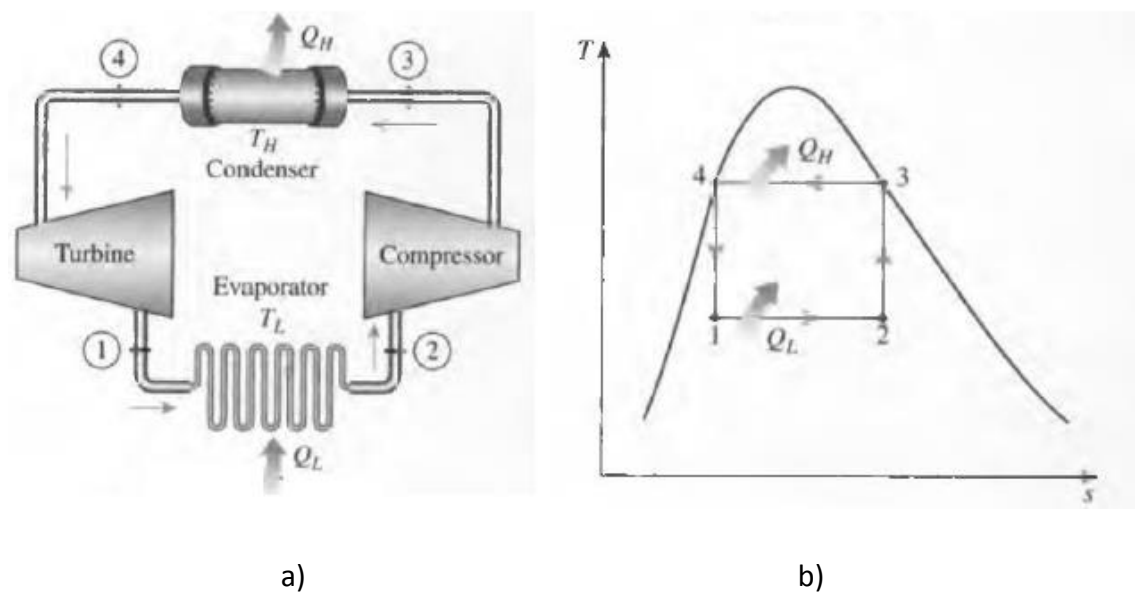 Q_H
4
3
T_H
Condenser
Turbine
Compressor
Evaporator
T_L
1
2
Q_L
a)
T
Q_H
4
3
1
Q_L
2
s
b)